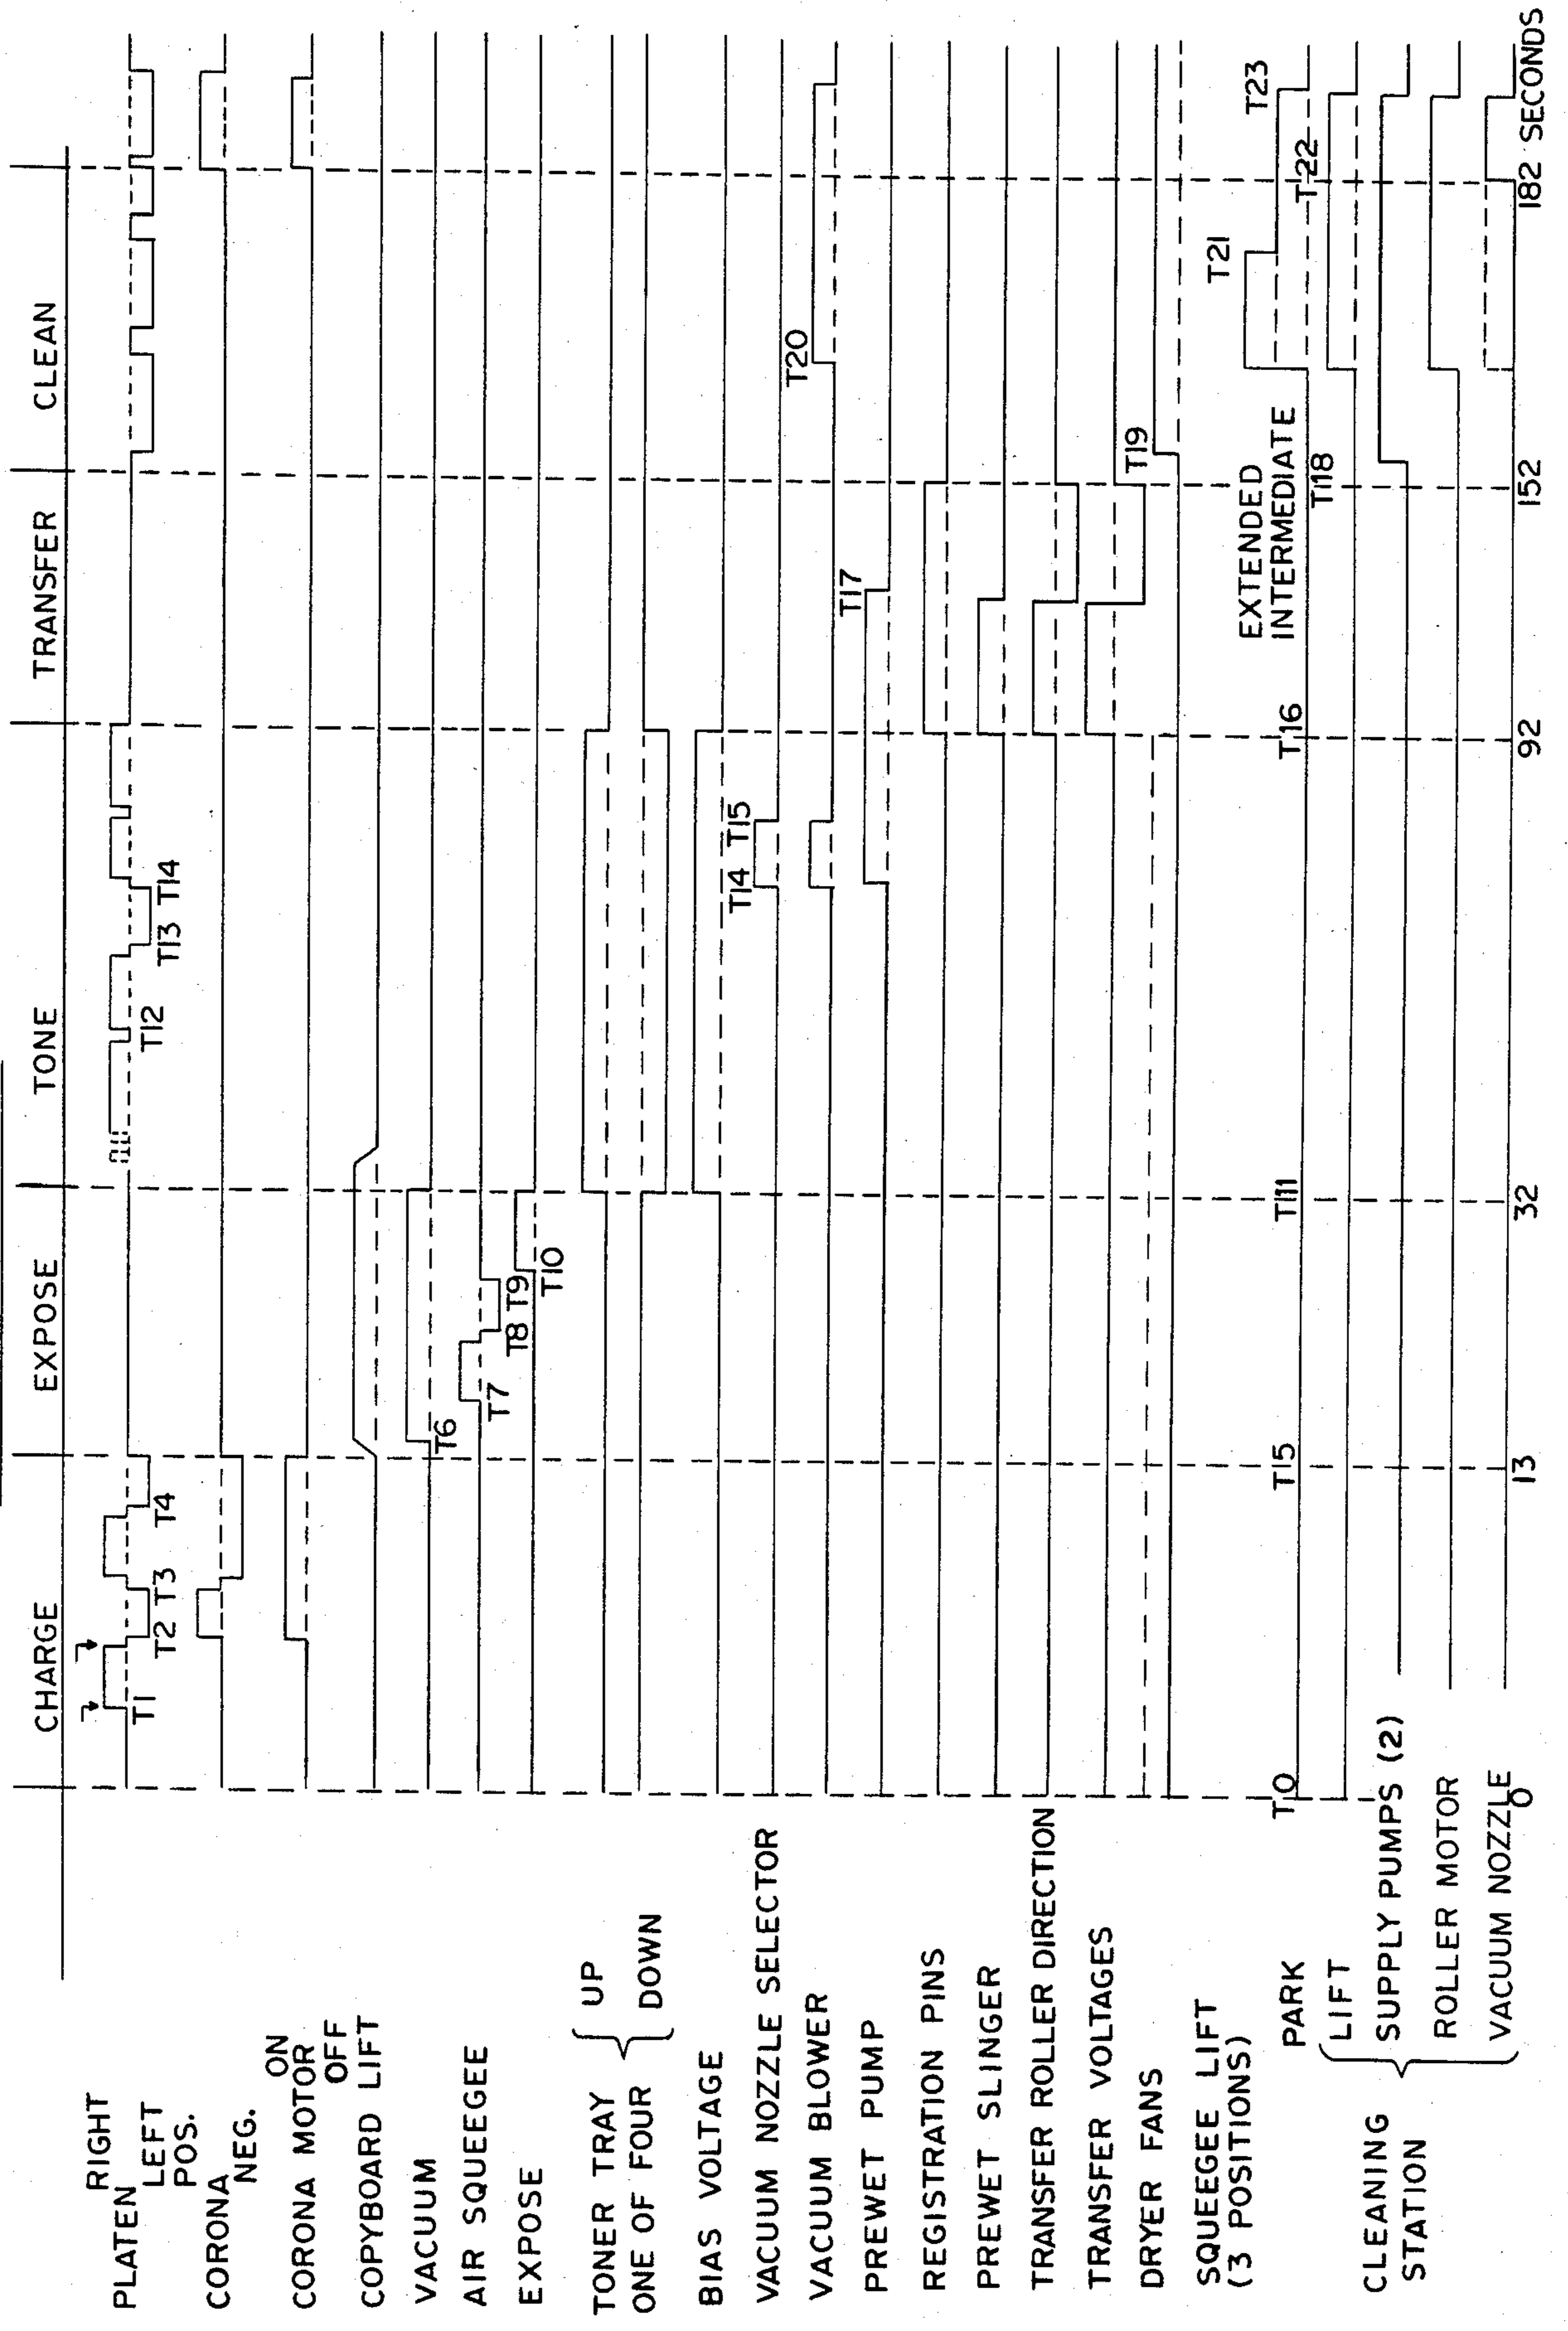 CHARGE
EXPOSE
TONE
TRANSFER
CLEAN
RIGHT
PLATEN
LEFT
T1
T2
T3
T4
T12
T13
T14
POS.
CORONA
NEG.
ON
CORONA MOTOR
OFF
COPYBOARD LIFT
VACUUM
T6
AIR SQUEEGEE
T7
T8
T9
EXPOSE
T10
TONER TRAY
ONE OF FOUR
UP
DOWN
BIAS VOLTAGE
VACUUM NOZZLE SELECTOR
T14
T15
VACUUM BLOWER
T20
PREWET PUMP
T17
REGISTRATION PINS
PREWET SLINGER
TRANSFER ROLLER DIRECTION
TRANSFER VOLTAGES
DRYER FANS
T19
SQUEEGEE LIFT
(3 POSITIONS)
PARK
EXTENDED
INTERMEDIATE
T21
T23
T0
T15
T111
T16
T118
T22
CLEANING
STATION
LIFT
SUPPLY PUMPS (2)
ROLLER MOTOR
VACUUM NOZZLE
0
13
32
92
152
182 SECONDS